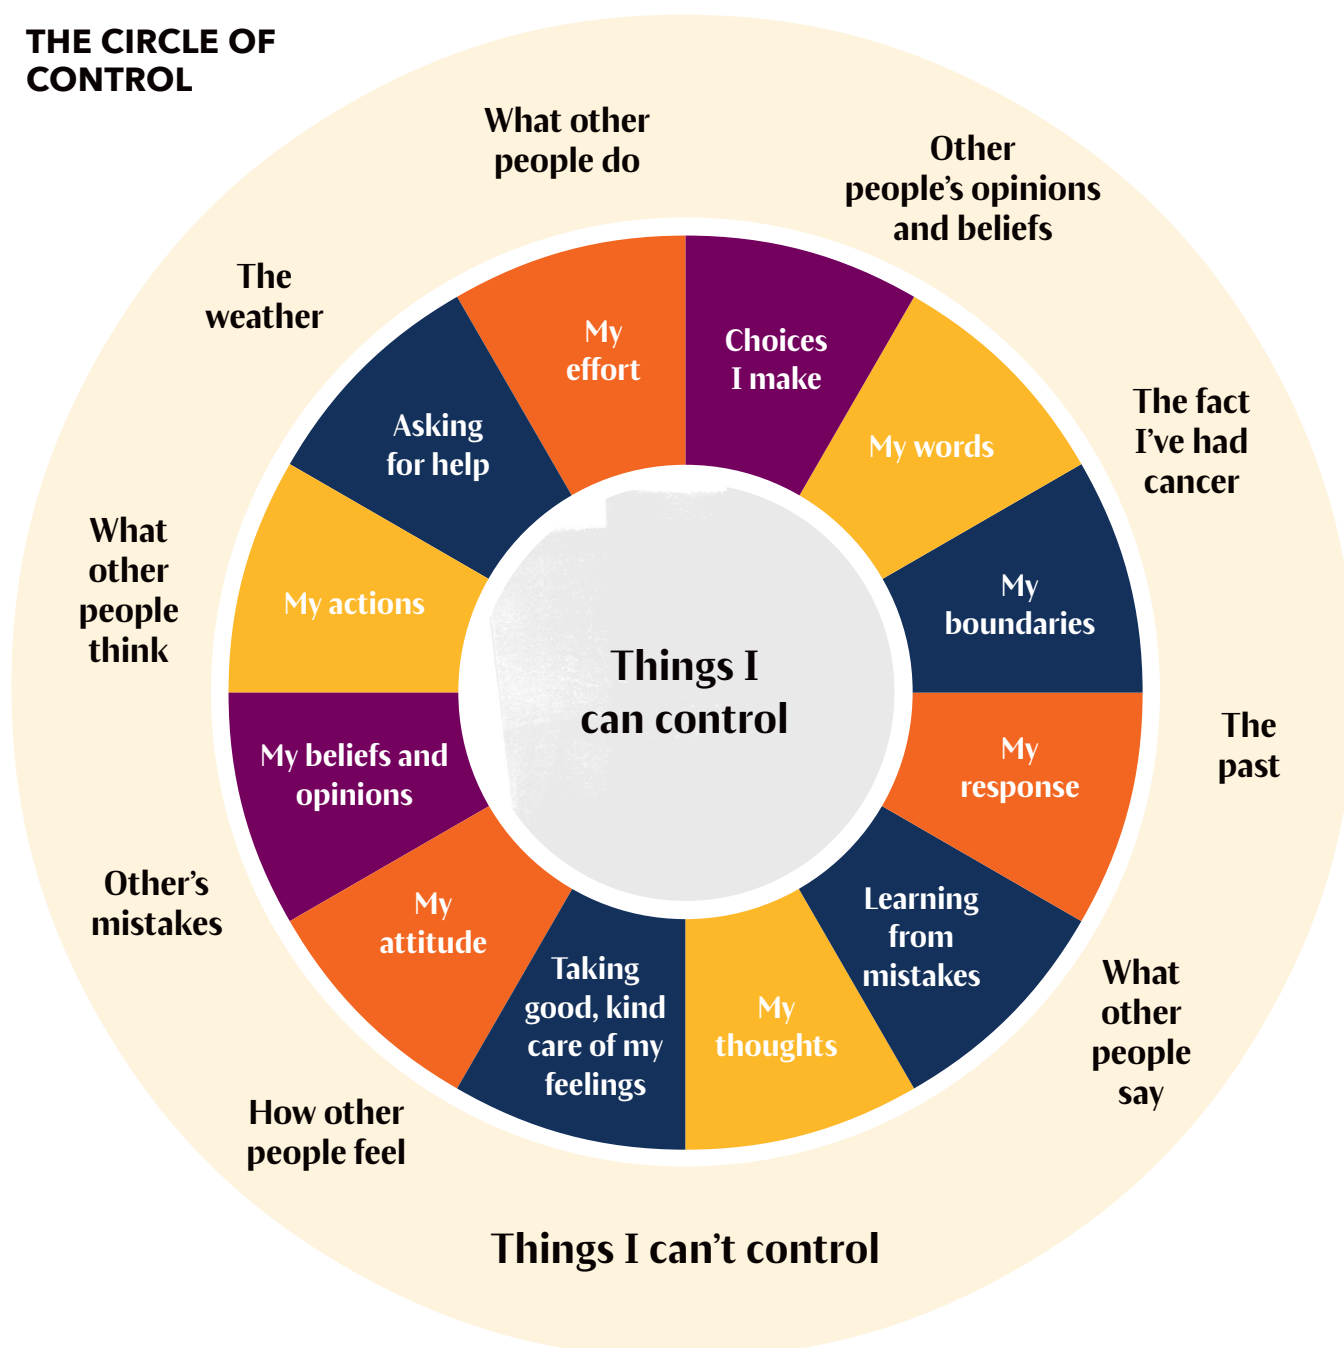 THE CIRCLE OF
CONTROL
What other
people do
Other
people’s opinions
and beliefs
The fact
I’ve had
cancer
The
past
What
other
people
say
Things I can’t control
How other
people feel
Other’s
mistakes
What
other
people
think
The
weather
Choices
I make
My words
My
boundaries
My
response
Learning
from
mistakes
My
thoughts
Taking
good, kind
care of my
feelings
My
attitude
My beliefs and
opinions
My actions
Asking
for help
My
effort
Things I
can control